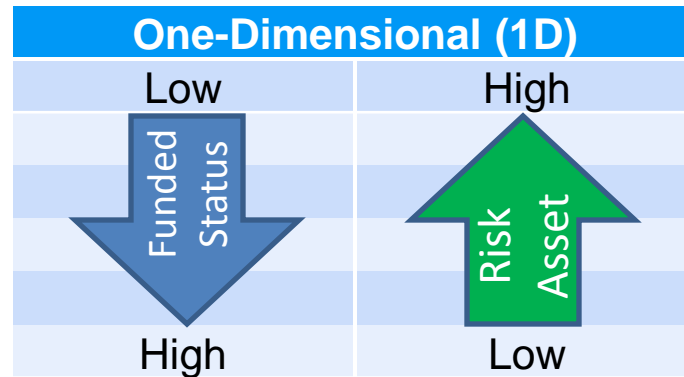 One-Dimensional (1D)
Low High
Funded
Status
Risk
Asset
High Low